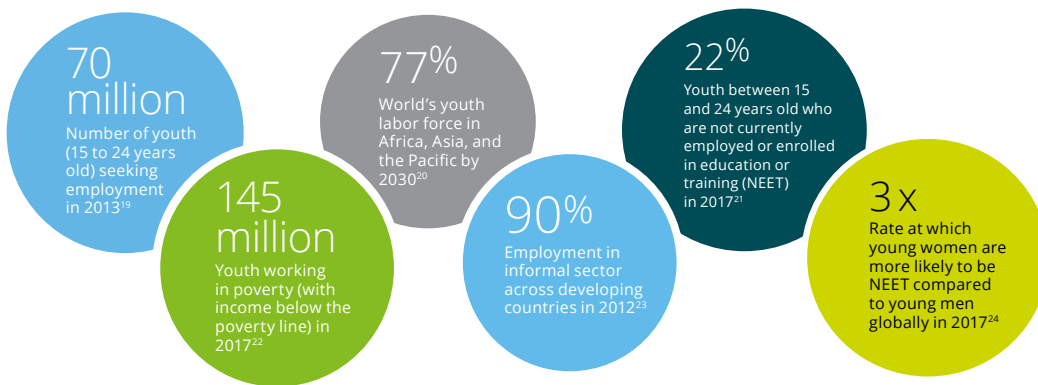 70
million
Number of youth
(15 to 24 years
old) seeking
employment
in 2013¹⁹
145
million
Youth working
in poverty (with
income below the
poverty line) in
2017²²
77%
World’s youth
labor force in
Africa, Asia, and
the Pacific by
2030²⁰
90%
Employment in
informal sector
across developing
countries in 2012²³
22%
Youth between 15
and 24 years old who
are not currently
employed or enrolled
in education or
training (NEET)
in 2017²¹
3 x
Rate at which
young women are
more likely to be
NEET compared
to young men
globally in 2017²⁴